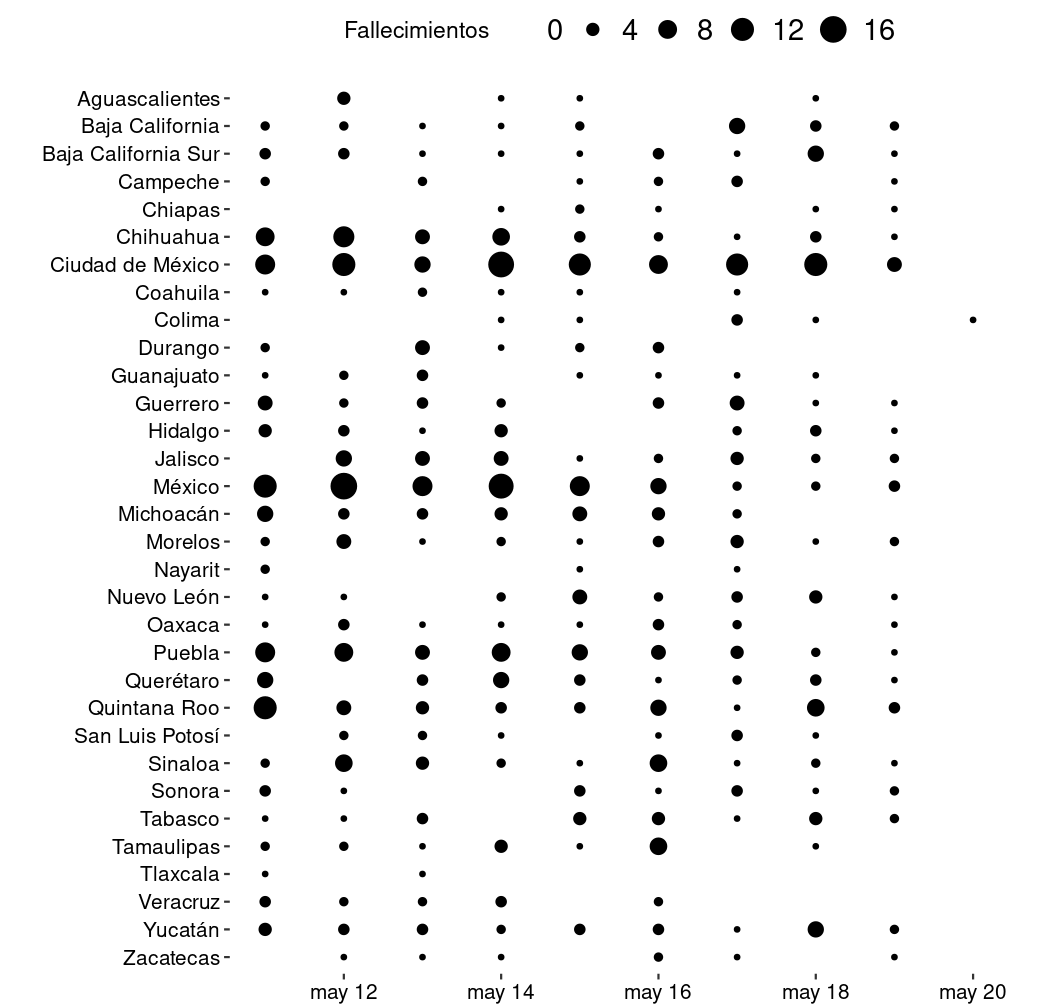 Fallecimientos 0 4 8 12 16
Aguascalientes
Baja California
Baja California Sur
Campeche
Chiapas
Chihuahua
Ciudad de México
Coahuila
Colima
Durango
Guanajuato
Guerrero
Hidalgo
Jalisco
México
Michoacán
Morelos
Nayarit
Nuevo León
Oaxaca
Puebla
Querétaro
Quintana Roo
San Luis Potosí
Sinaloa
Sonora
Tabasco
Tamaulipas
Tlaxcala
Veracruz
Yucatán
Zacatecas
may 12 may 14 may 16 may 18 may 20